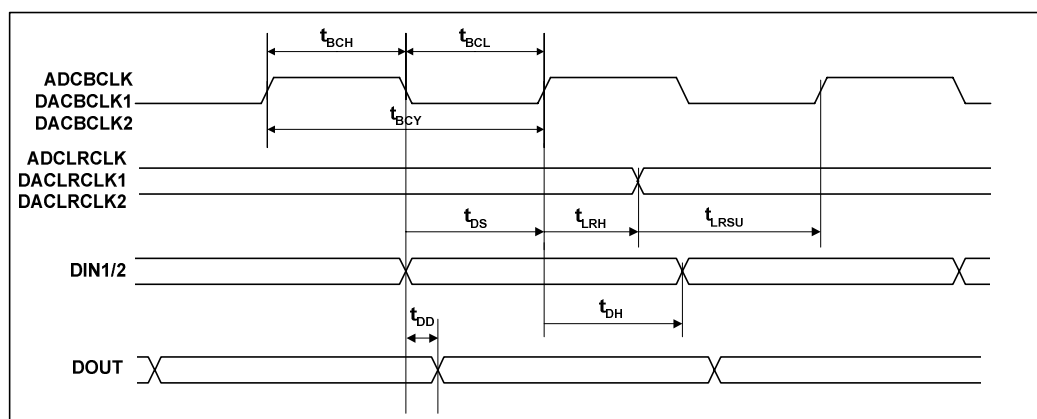 tBCH tBCL
ADCBCLK
DACBCLK1
DACBCLK2
tBCY
ADCLRCLK
DACLRCLK1
DACLRCLK2
tDS tLRH tLRSU
DIN1/2
tDD tDH
DOUT